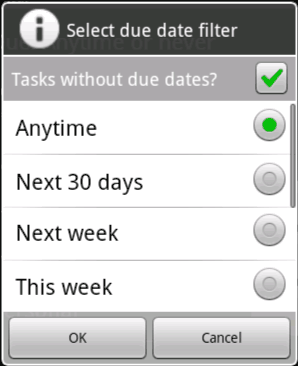 Select due date filter
Tasks without due dates?
Anytime
Next 30 days
Next week
This week
OK
Cancel